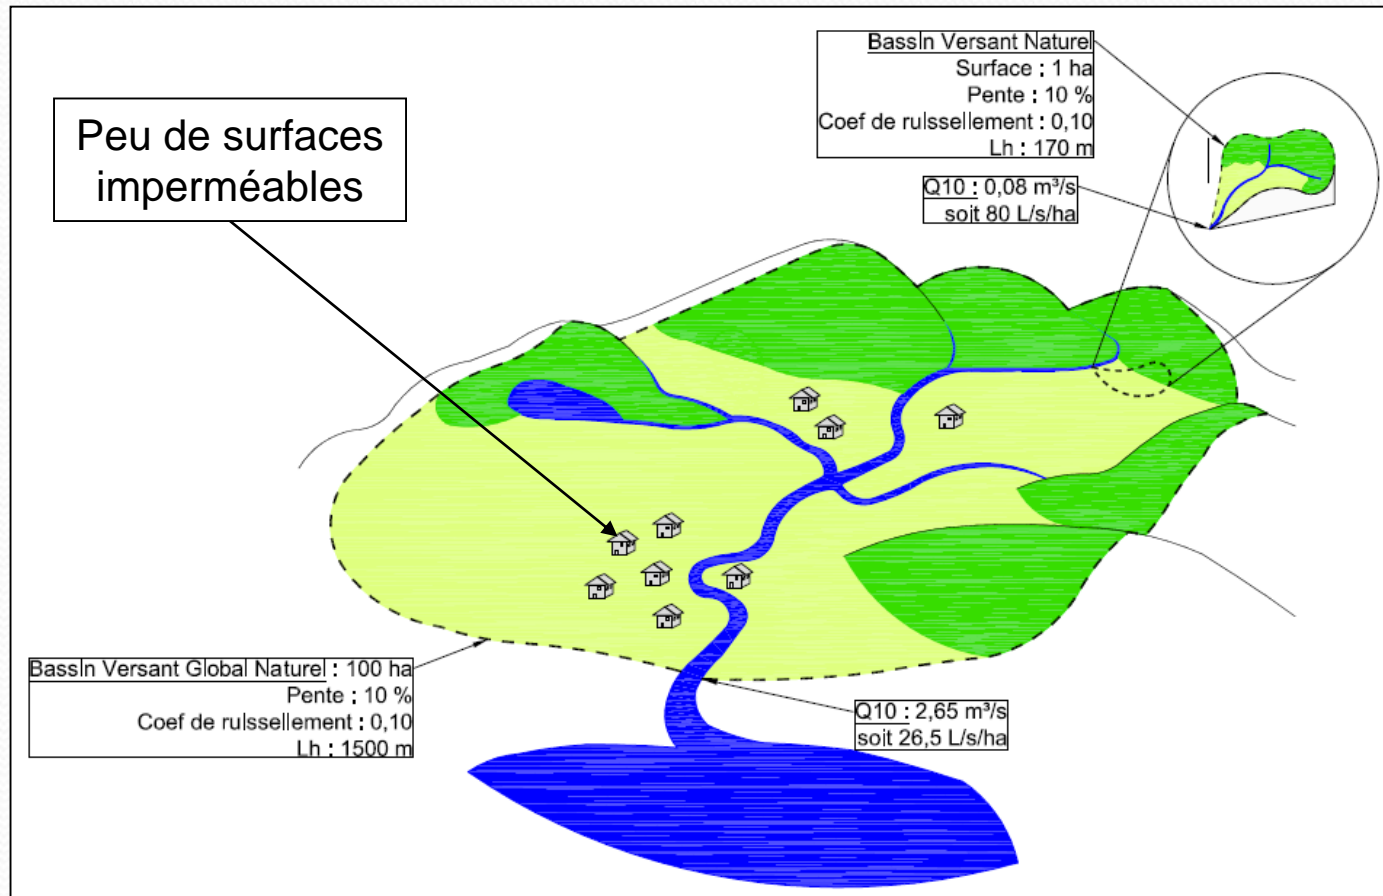 Bassin Versant Naturel
Surface : 1 ha
Pente : 10 %
Coef de ruissellement : 0,10
Lh : 170 m
Peu de surfaces
imperméables
Q10 : 0,08 m³/s
soit 80 L/s/ha
Bassin Versant Global Naturel : 100 ha
Pente : 10 %
Coef de ruissellement : 0,10
Lh : 1500 m
Q10 : 2,65 m³/s
soit 26,5 L/s/ha